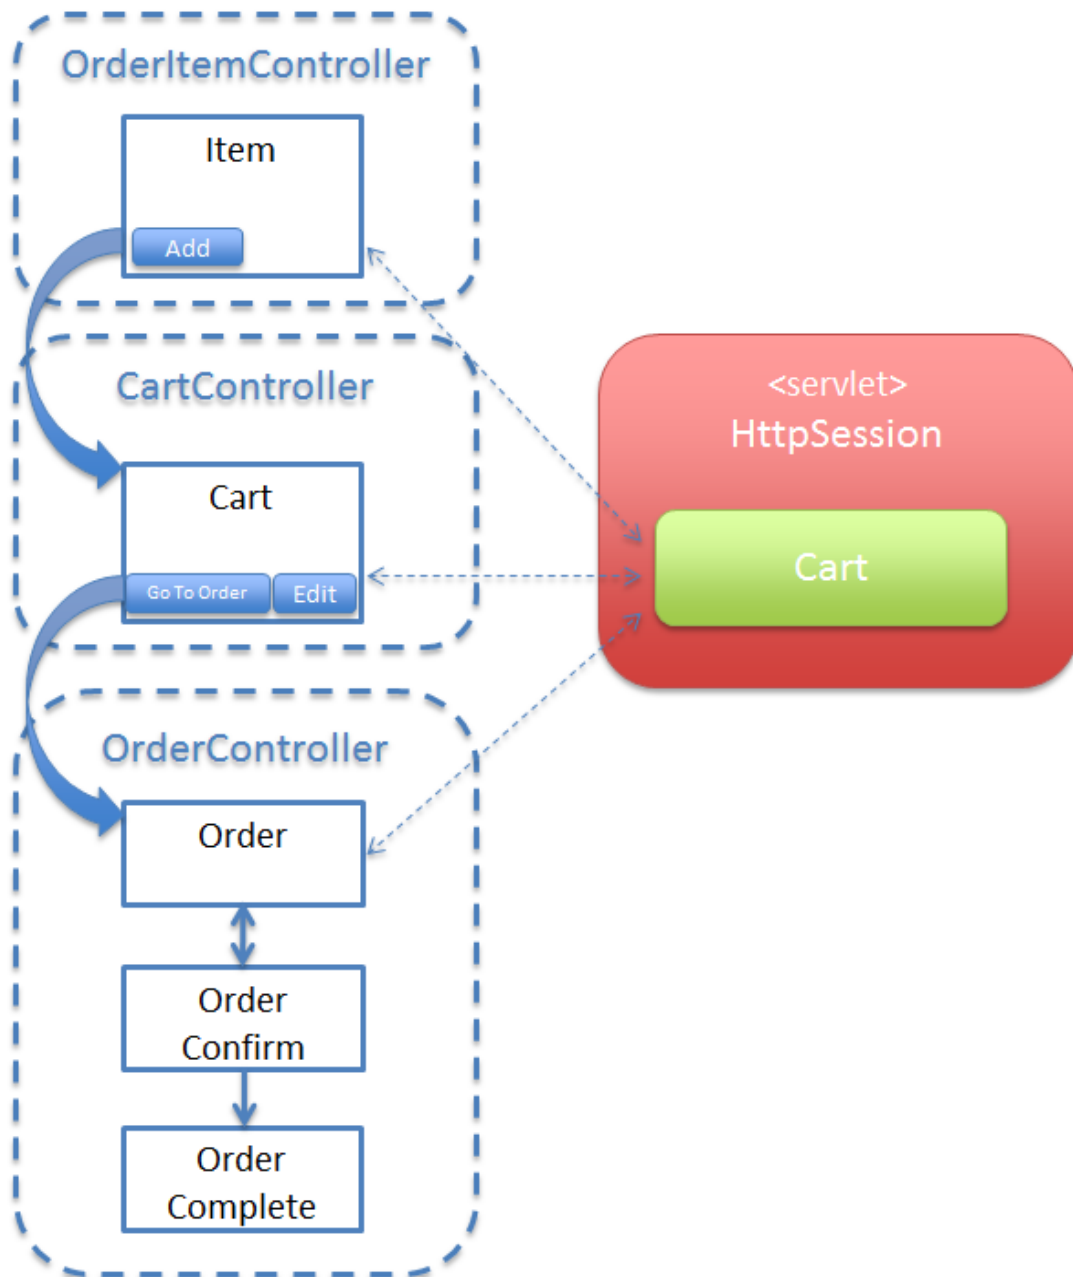 OrderItemController
Item
Add
CartController
Cart
Go To Order
Edit
OrderController
Order
Order
Confirm
Order
Complete
<servlet>
HttpSession
Cart